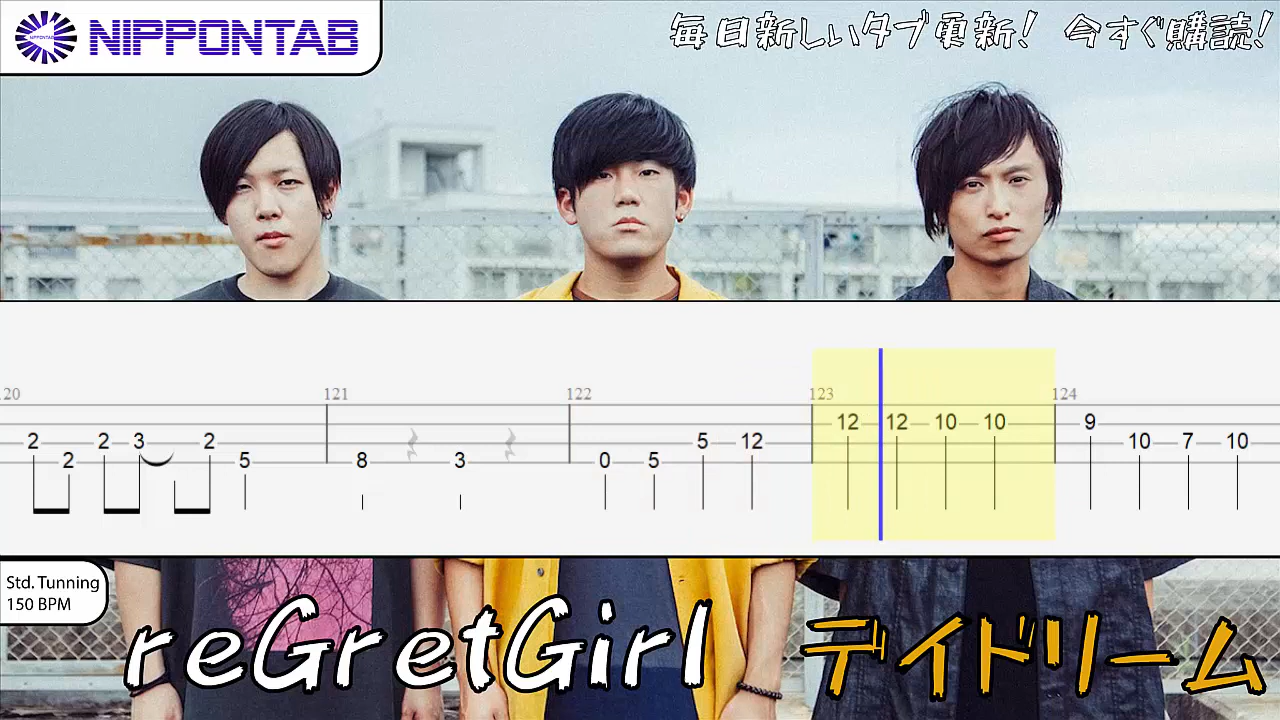 NIPPONTAB
毎日新しいタブ更新! 今すぐ購読!
20 121 122 123 124
12 12 10 10 9
2 2 3 2 5 12 10 7 10
2 5 8 3 0 5
Std. Tunning
150 BPM
reGretGirl デイドリーム